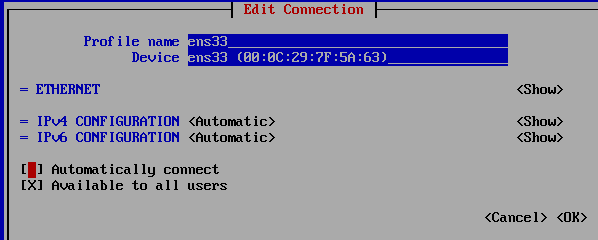 Edit Connection
Profile name ens33
Device ens33 (00:0C:29:7F:5A:63)
= ETHERNET <Show>
= IPv4 CONFIGURATION <Automatic> <Show>
= IPv6 CONFIGURATION <Automatic> <Show>
[ ] Automatically connect
[X] Available to all users
<Cancel> <OK>